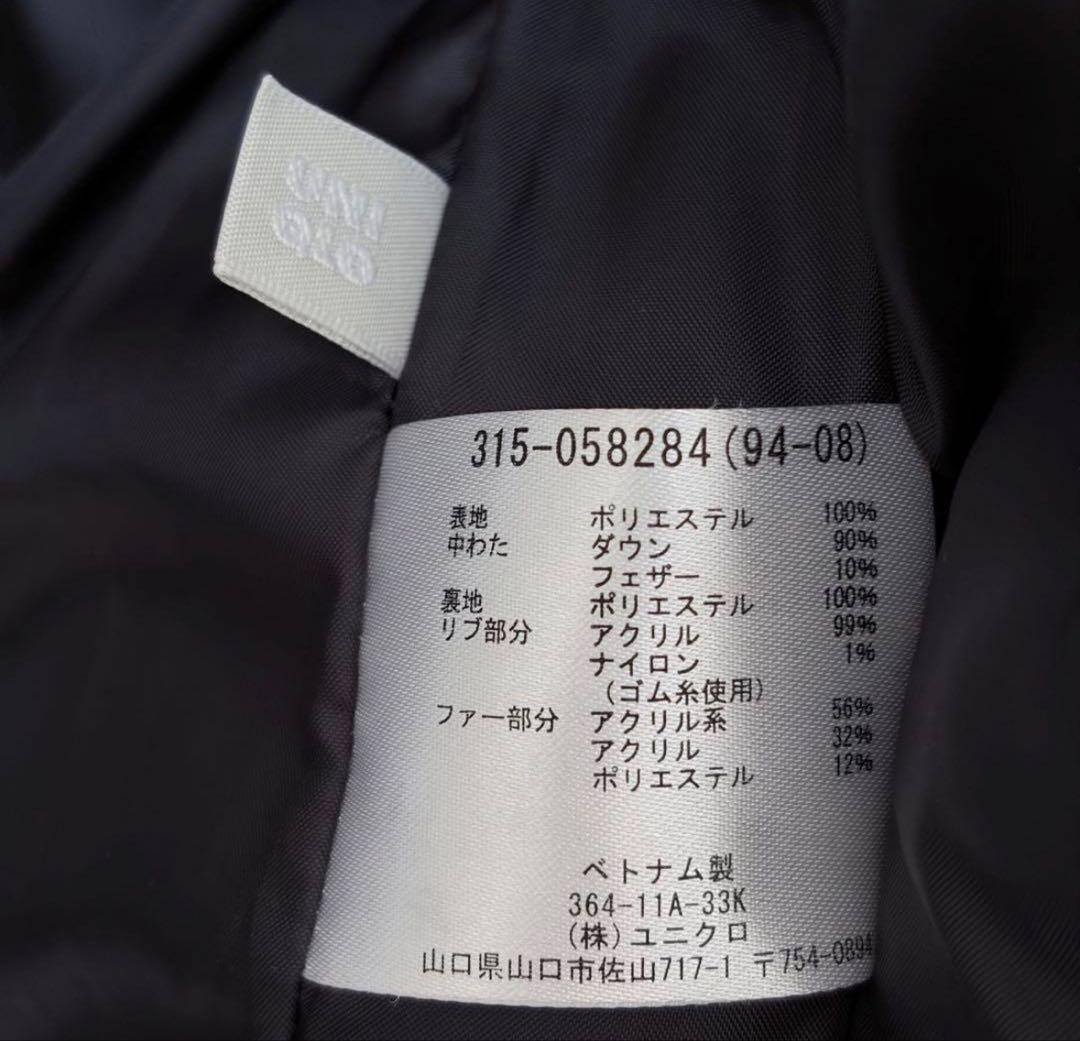 UNI
QLO
315-058284(94-08)
表地 ポリエステル 100%
中わた ダウン 90%
フェザー 10%
裏地 ポリエステル 100%
リブ部分 アクリル 99%
ナイロン 1%
(ゴム糸使用)
ファー部分 アクリル系 56%
アクリル 32%
ポリエステル 12%
ベトナム製
364-11A-33K
(株)ユニクロ
山口県山口市佐山717-1 〒754-0894